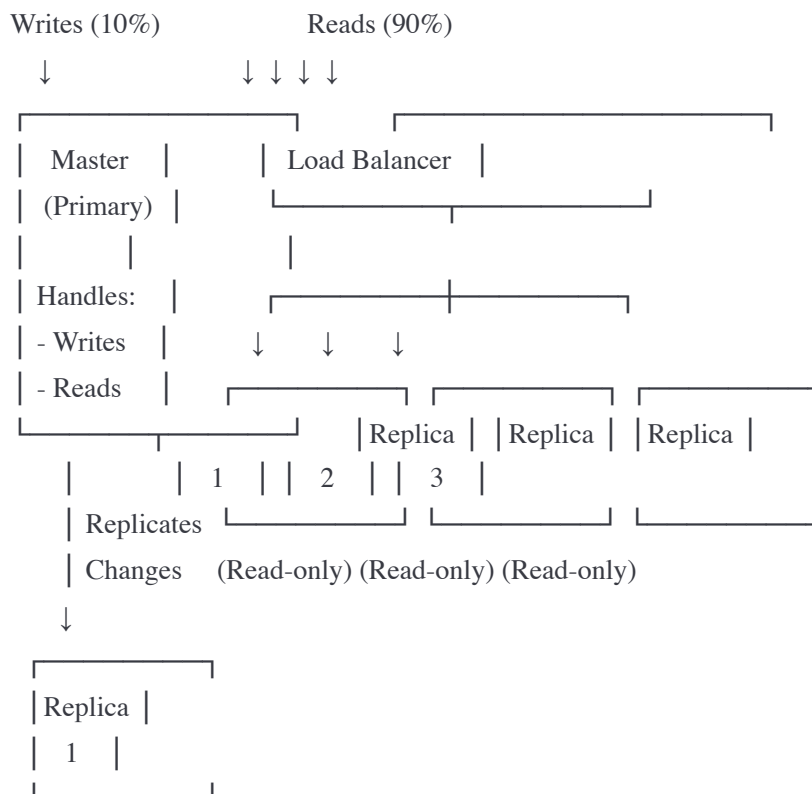 Writes (10%) Reads (90%)
↓ ↓ ↓ ↓ ↓
┌──────────┐ ┌──────────────┐
│ Master │ │ Load Balancer │
│ (Primary) │ └──────┬───────┘
│ │ │
│ Handles: │ ┌──────┼──────┐
│ - Writes │ ↓ ↓ ↓
│ - Reads │ ┌──────┐ ┌──────┐ ┌──────
└─────┬─────┘ │Replica │ │Replica │ │Replica │
│ │ 1 │ │ 2 │ │ 3 │
│ Replicates └──────┘ └──────┘ └──────
│ Changes (Read-only) (Read-only) (Read-only)
↓
┌──────┐
│Replica │
│ 1 │
└──────┘